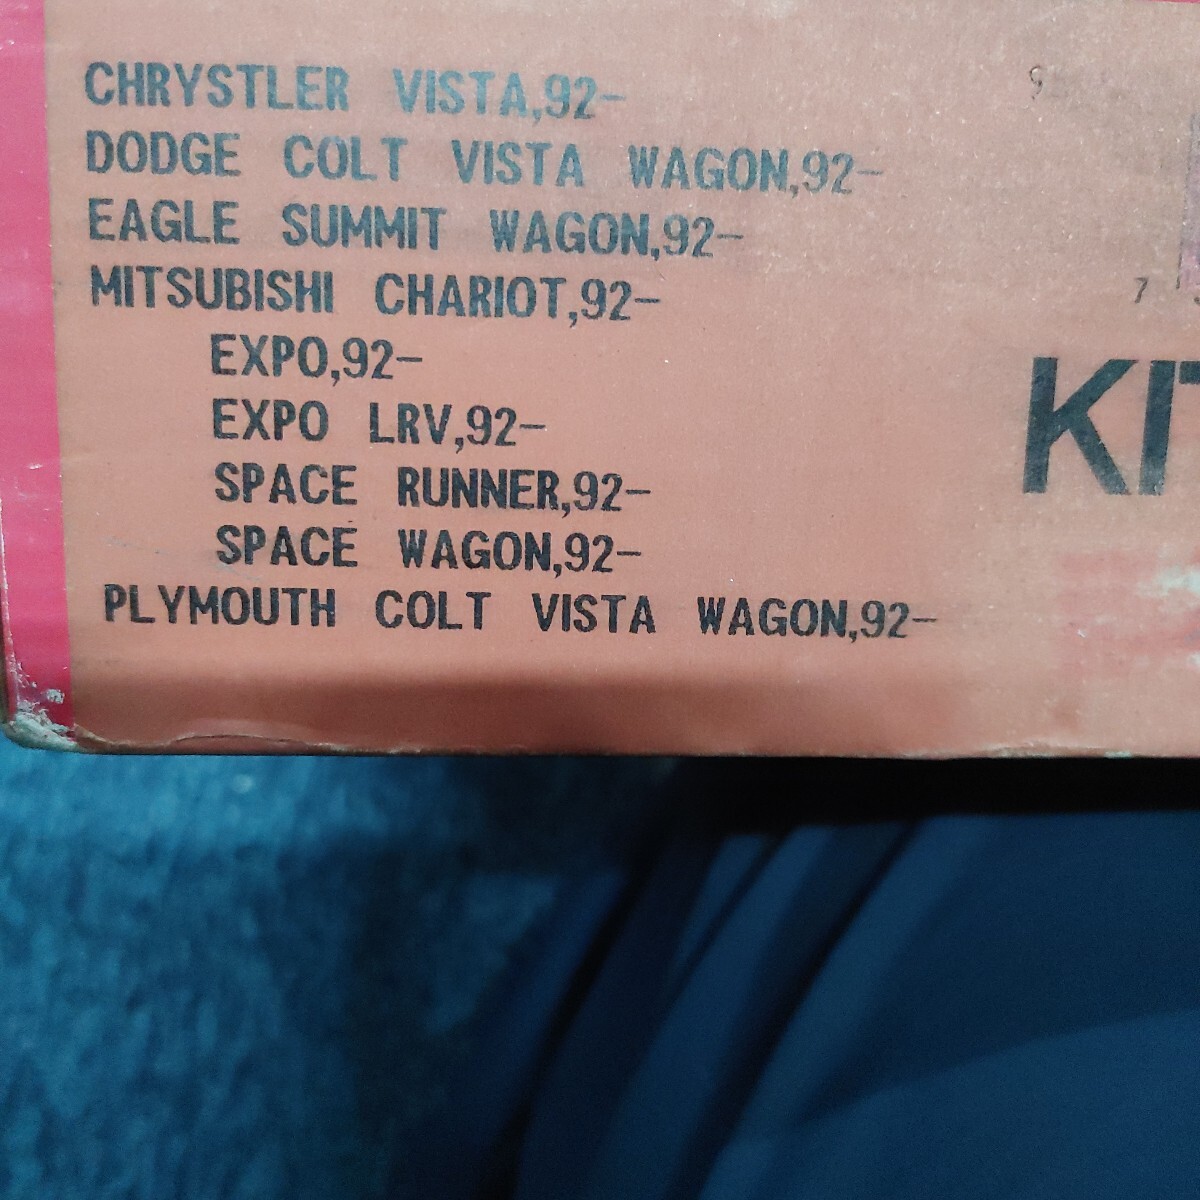 CHRYSTLER VISTA,92-
DODGE COLT VISTA WAGON,92-
EAGLE SUMMIT WAGON,92-
MITSUBISHI CHARIOT,92-
EXPO,92-
EXPO LRV,92-
SPACE RUNNER,92-
SPACE WAGON,92-
PLYMOUTH COLT VISTA WAGON,92-
7